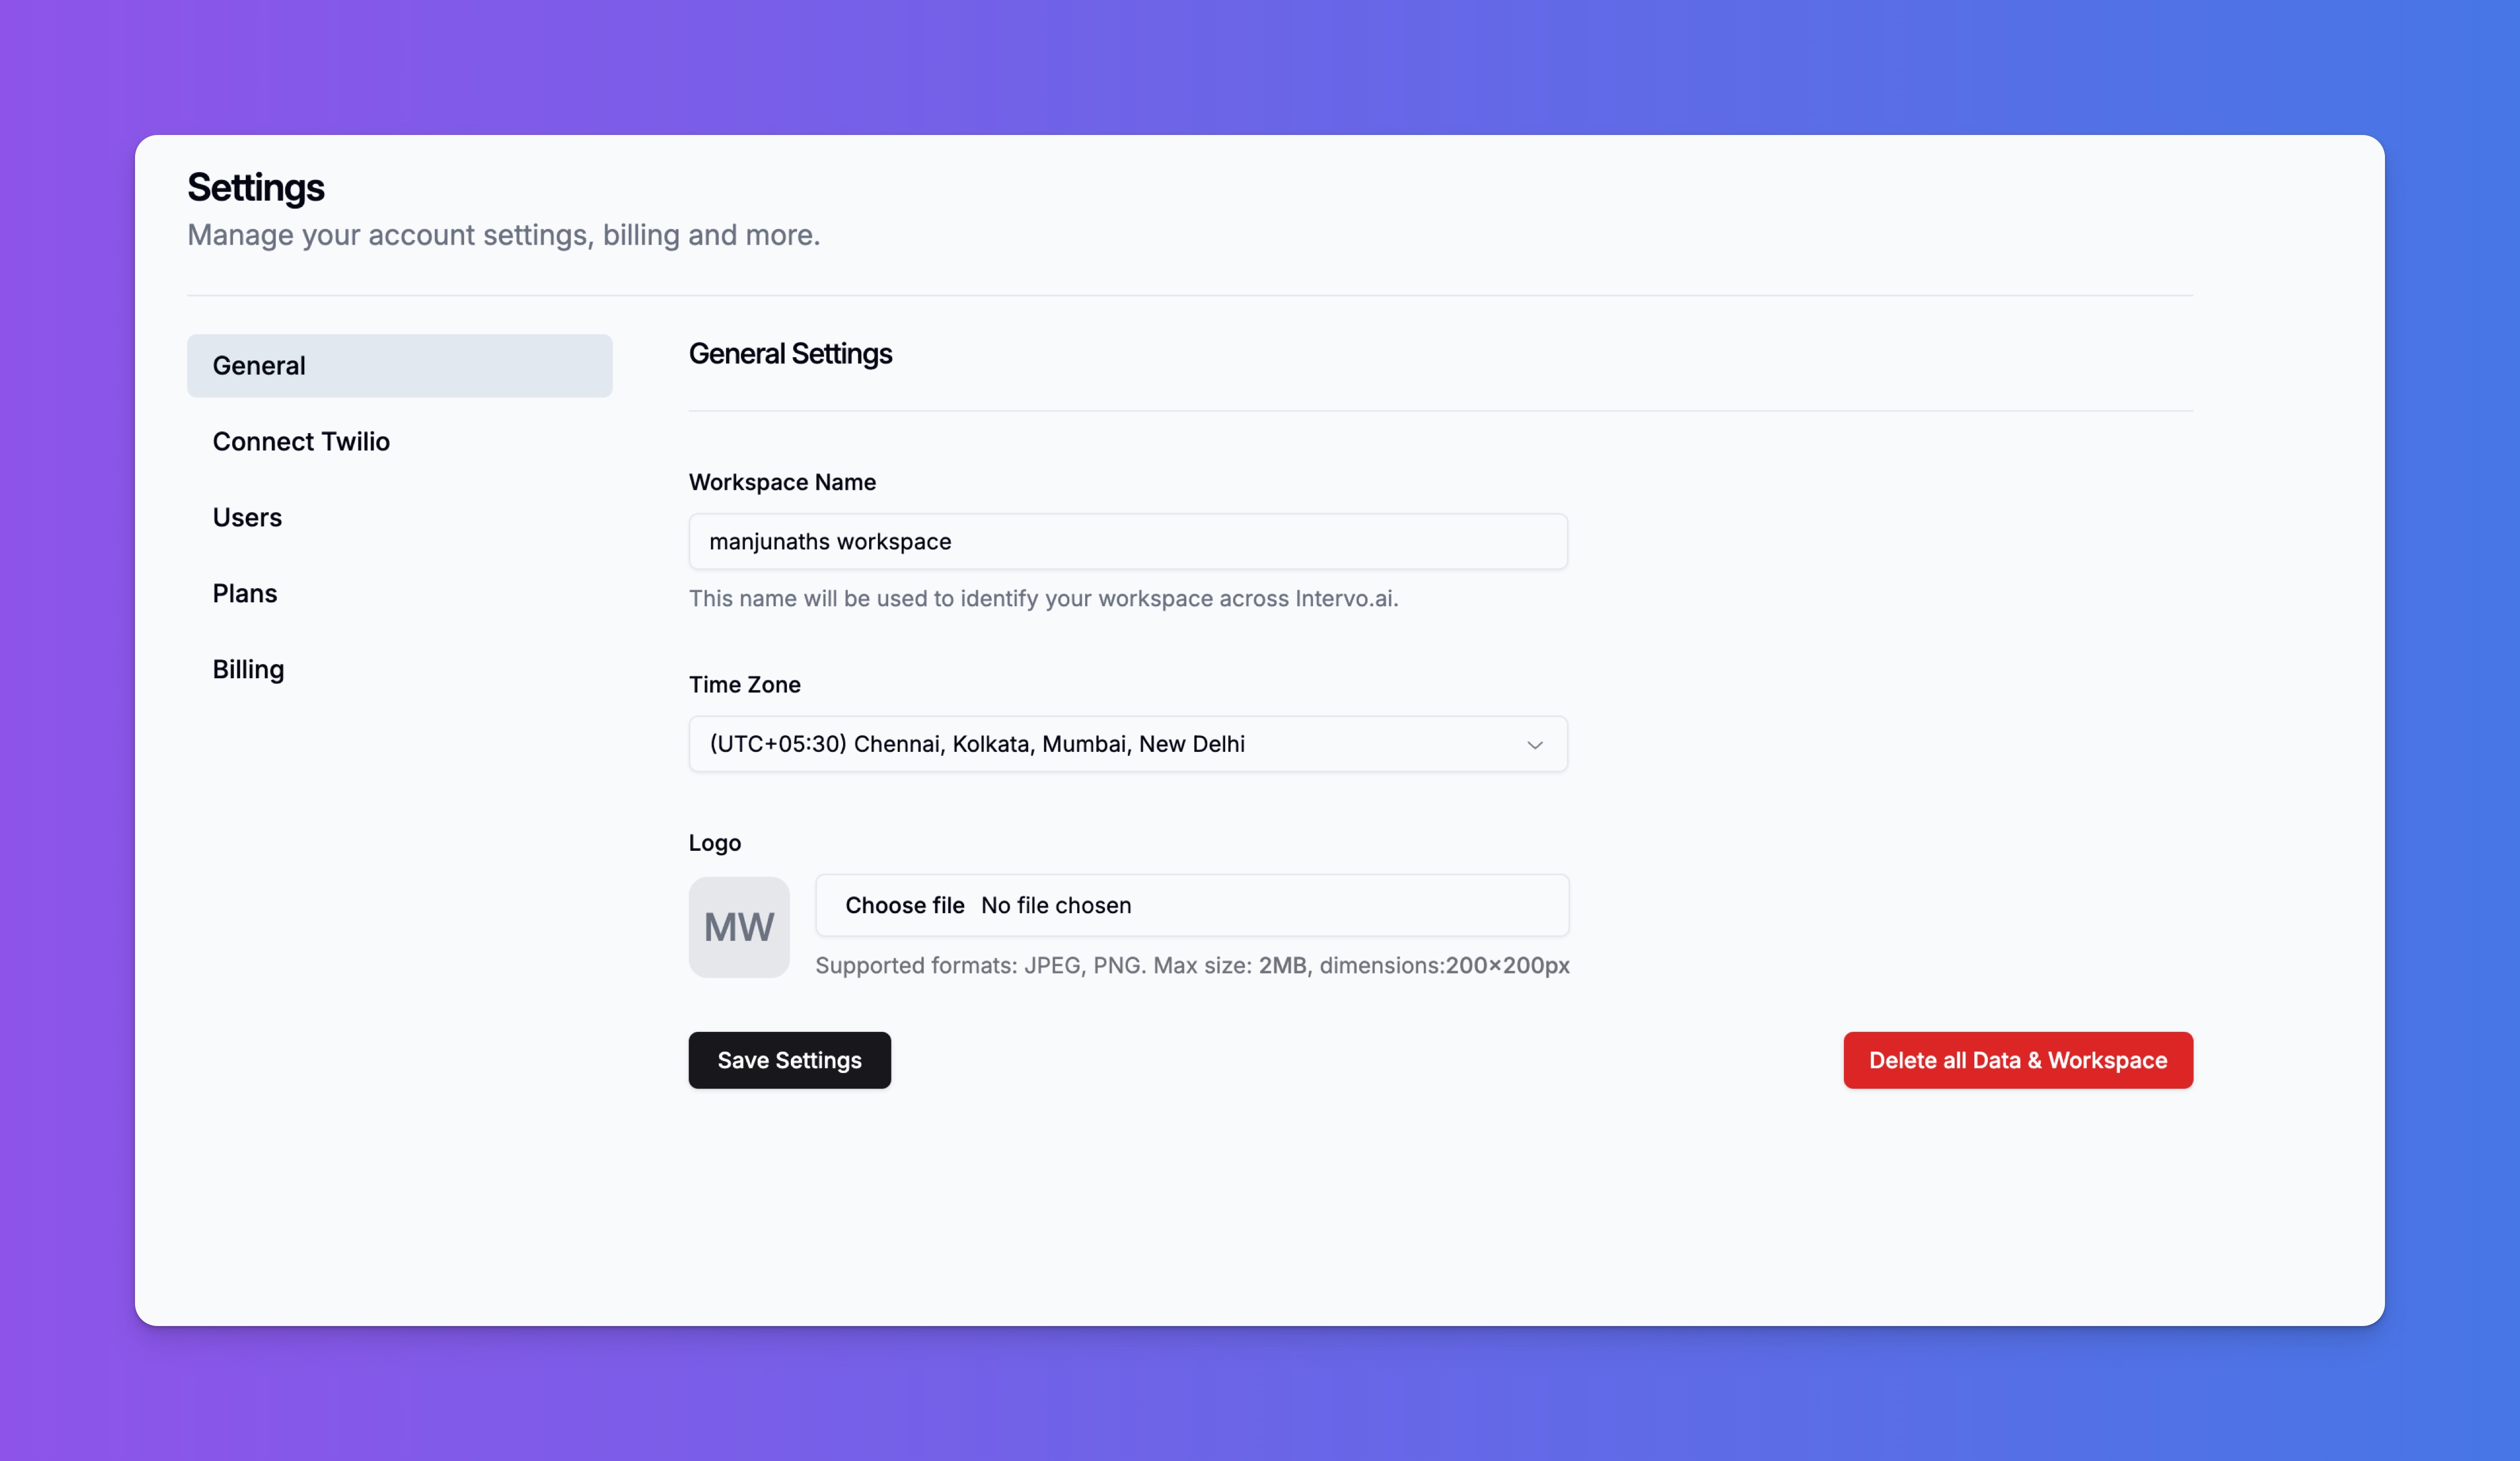 Settings
Manage your account settings, billing and more.
General
Connect Twilio
Users
Plans
Billing
General Settings
Workspace Name
manjunaths workspace
This name will be used to identify your workspace across Intervo.ai.
Time Zone
(UTC+05:30) Chennai, Kolkata, Mumbai, New Delhi
Logo
MW
Choose file No file chosen
Supported formats: JPEG, PNG. Max size: 2MB, dimensions:200×200px
Save Settings
Delete all Data & Workspace